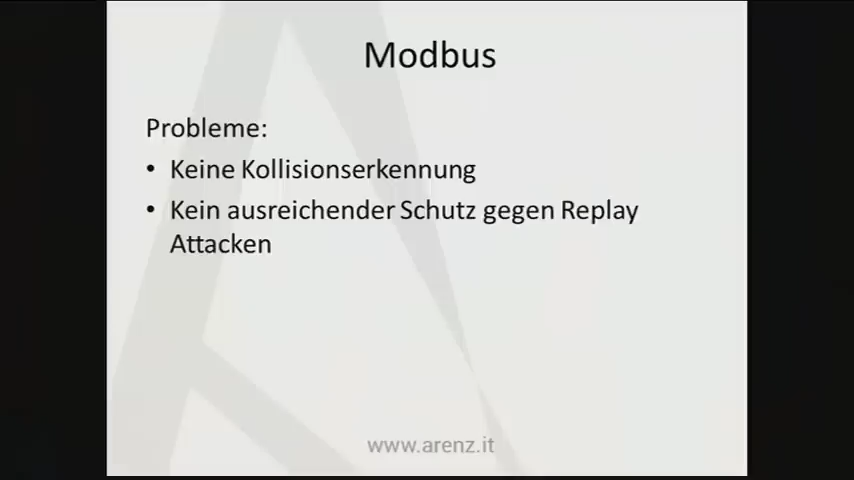 Modbus
Probleme:
• Keine Kollisionserkennung
• Kein ausreichender Schutz gegen Replay
Attacken
www.arenz.it